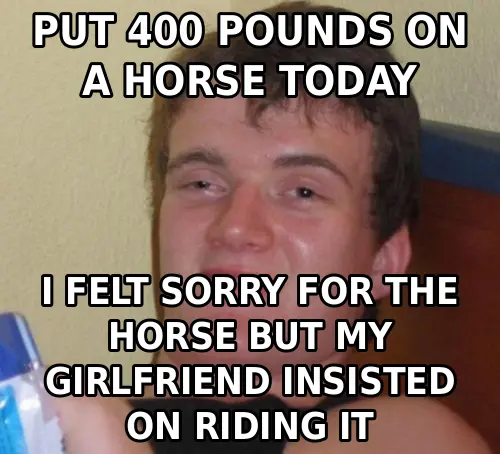 PUT 400 POUNDS ON
A HORSE TODAY
I FELT SORRY FOR THE
HORSE BUT MY
GIRLFRIEND INSISTED
ON RIDING IT